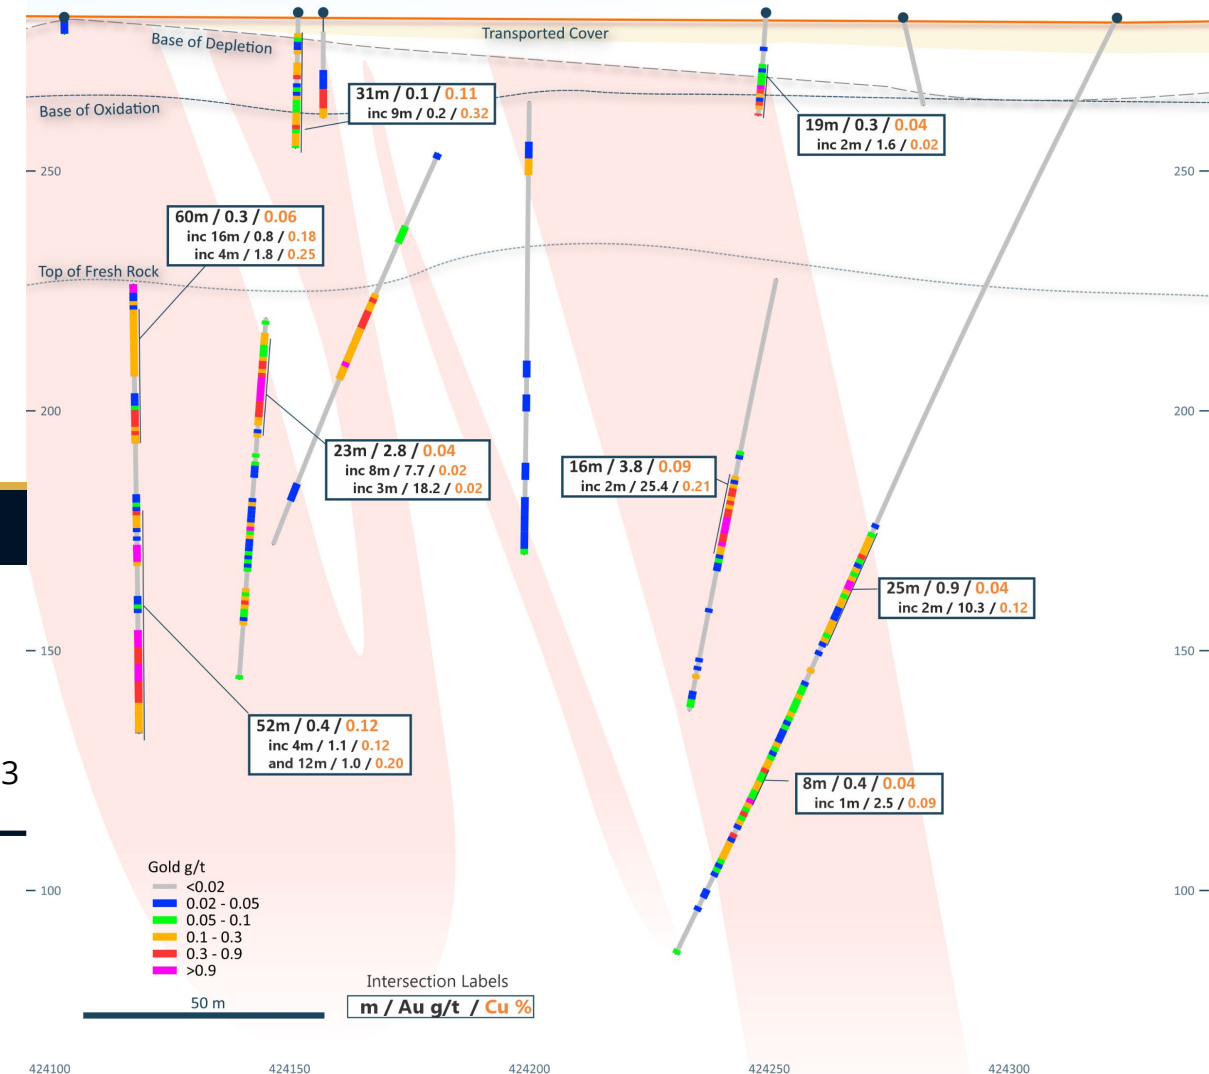 Transported Cover
Base of Depletion
31m / 0.1 / 0.11
inc 9m / 0.2 / 0.32
Base of Oxidation
19m / 0.3 / 0.04
inc 2m / 1.6 / 0.02
250
250
60m / 0.3 / 0.06
inc 16m / 0.8 / 0.18
inc 4m / 1.8 / 0.25
Top of Fresh Rock
200
200
23m / 2.8 / 0.04
inc 8m / 7.7 / 0.02
inc 3m / 18.2 / 0.02
16m / 3.8 / 0.09
inc 2m / 25.4 / 0.21
25m / 0.9 / 0.04
inc 2m / 10.3 / 0.12
150
150
52m / 0.4 / 0.12
inc 4m / 1.1 / 0.12
and 12m / 1.0 / 0.20
3
8m / 0.4 / 0.04
inc 1m / 2.5 / 0.09
100
100
Gold g/t
<0.02
0.02 - 0.05
0.05 - 0.1
0.1 - 0.3
0.3 - 0.9
>0.9
50 m
Intersection Labels
m / Au g/t / Cu %
424100
424150
424200
424250
424300